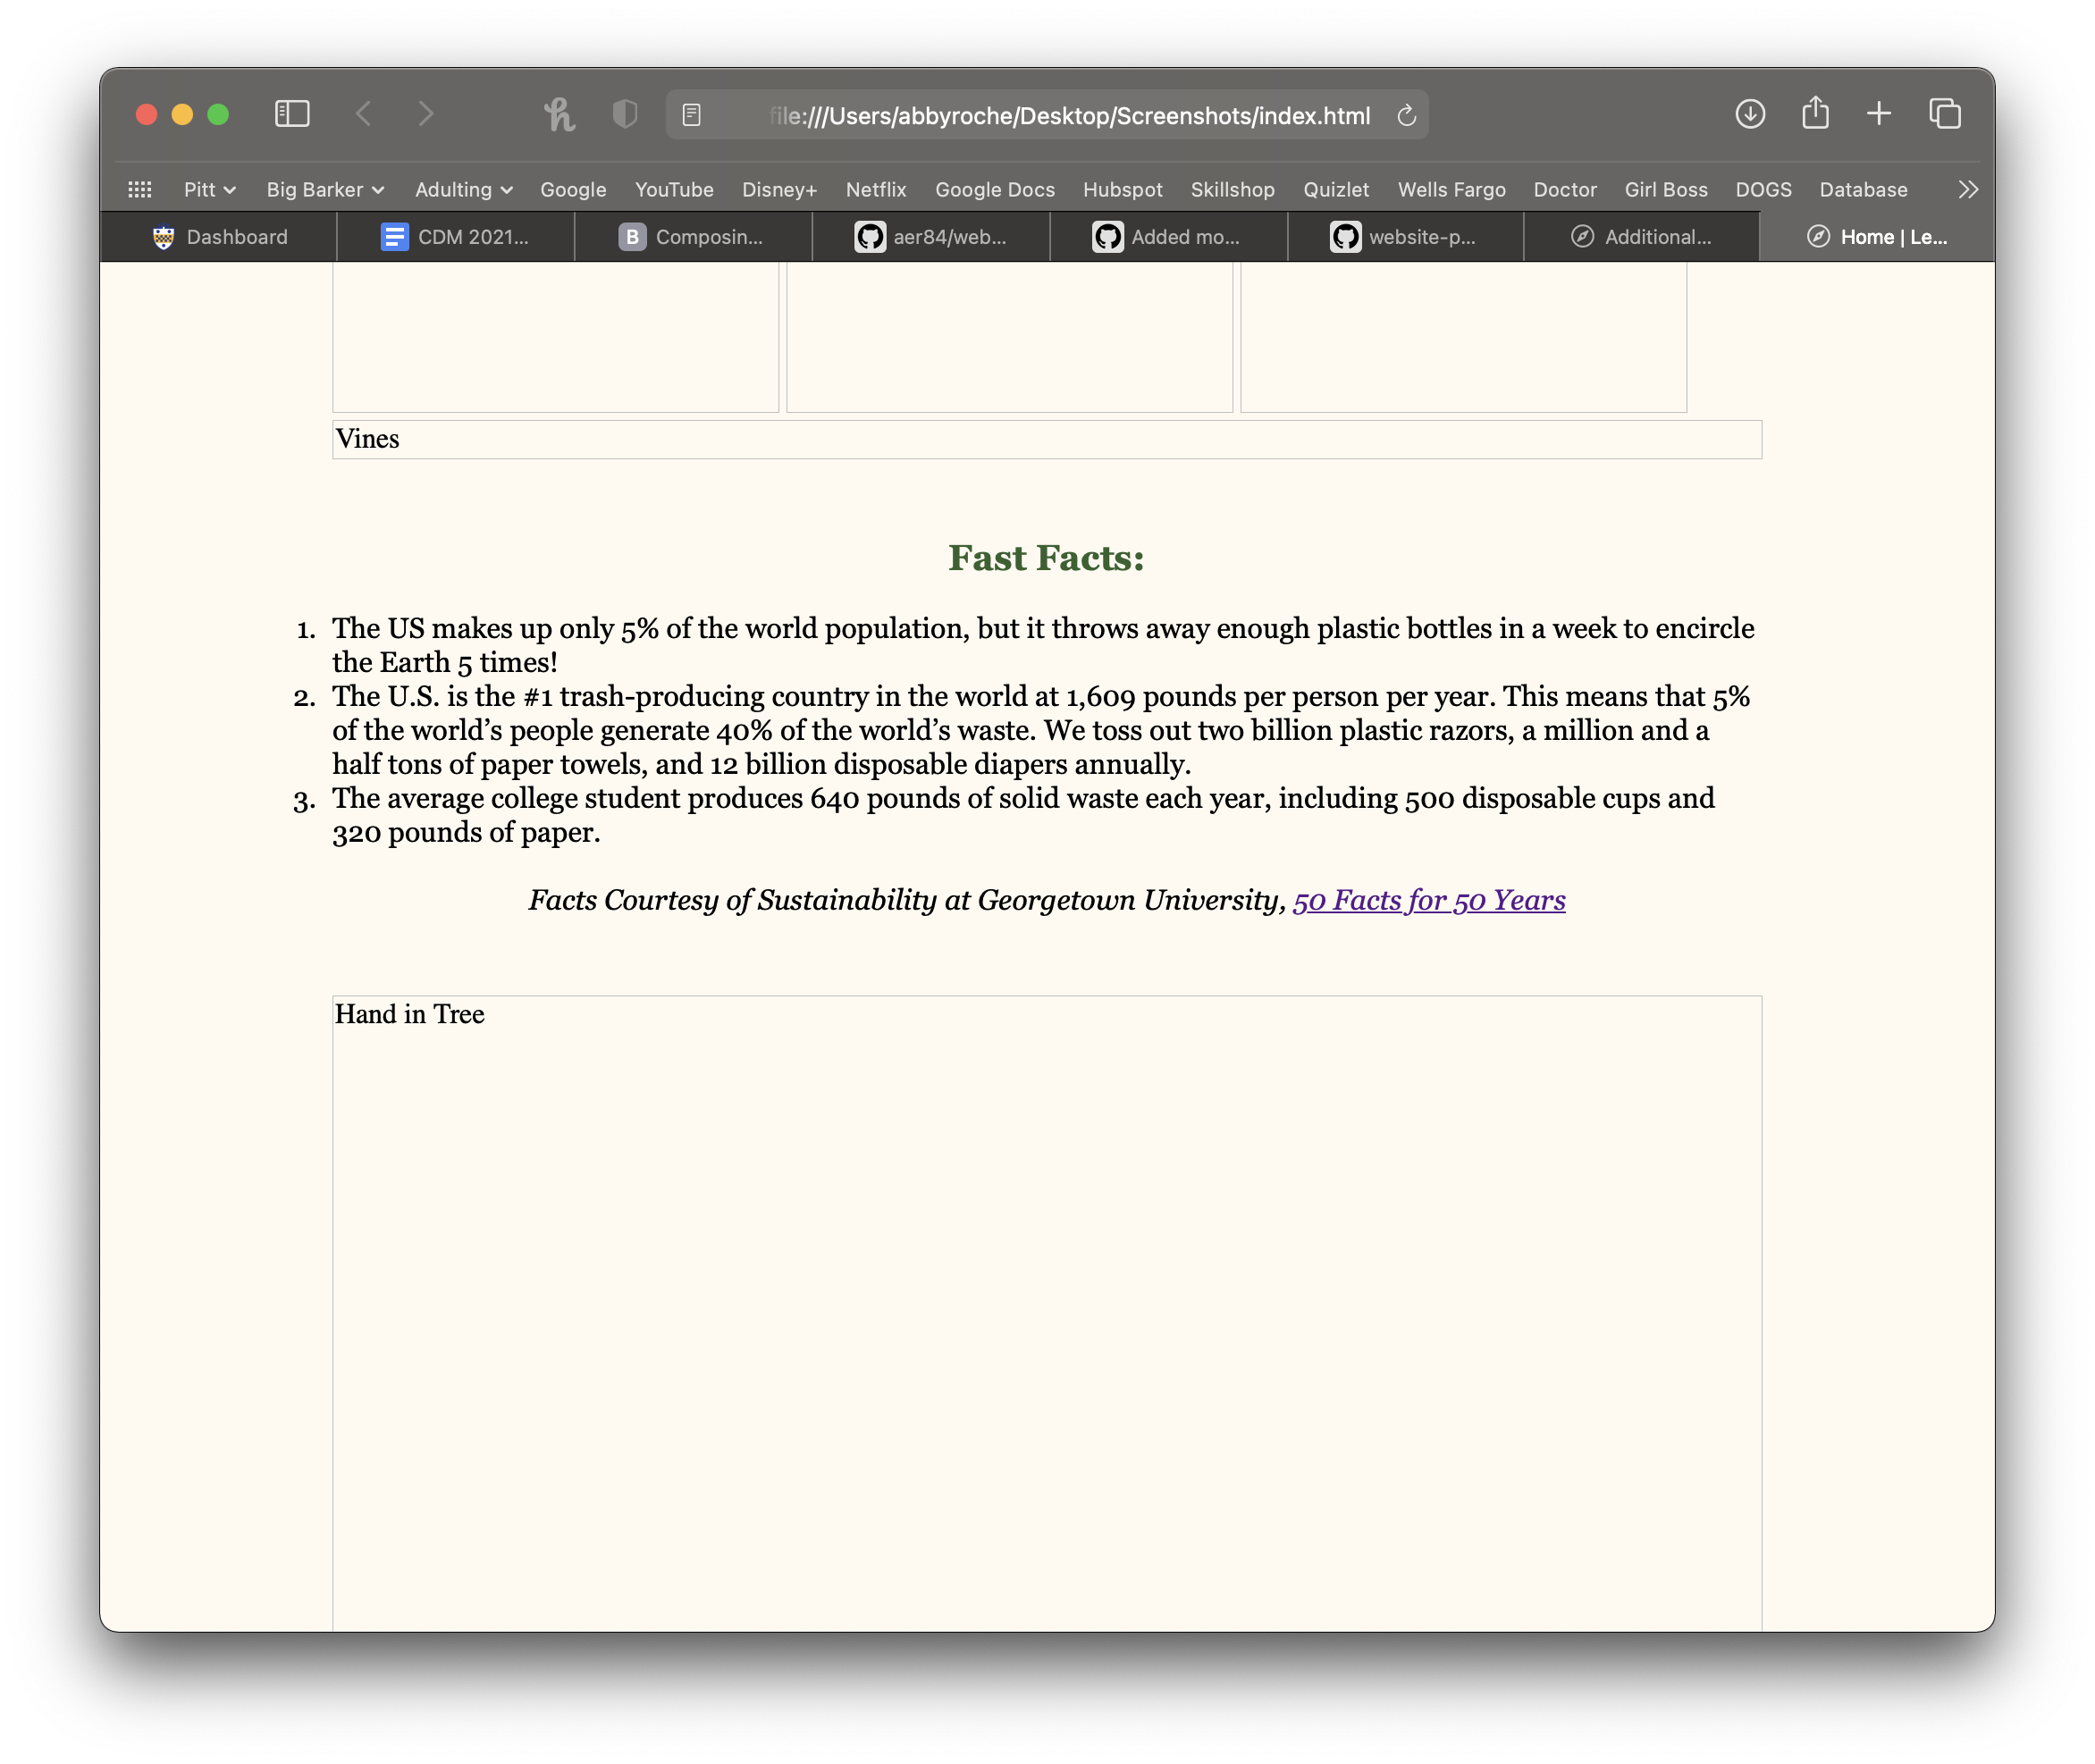 file:///Users/abbyroche/Desktop/Screenshots/index.html
Pitt Big Barker Adulting Google YouTube Disney+ Netflix Google Docs Hubspot Skillshop Quizlet Wells Fargo Doctor Girl Boss DOGS Database
Dashboard CDM 2021... B Composin... aer84/web... Added mo... website-p... Additional... Home | Le...
Vines
Fast Facts:
1. The US makes up only 5% of the world population, but it throws away enough plastic bottles in a week to encircle
the Earth 5 times!
2. The U.S. is the #1 trash-producing country in the world at 1,609 pounds per person per year. This means that 5%
of the world’s people generate 40% of the world’s waste. We toss out two billion plastic razors, a million and a
half tons of paper towels, and 12 billion disposable diapers annually.
3. The average college student produces 640 pounds of solid waste each year, including 500 disposable cups and
320 pounds of paper.
Facts Courtesy of Sustainability at Georgetown University, 50 Facts for 50 Years
Hand in Tree